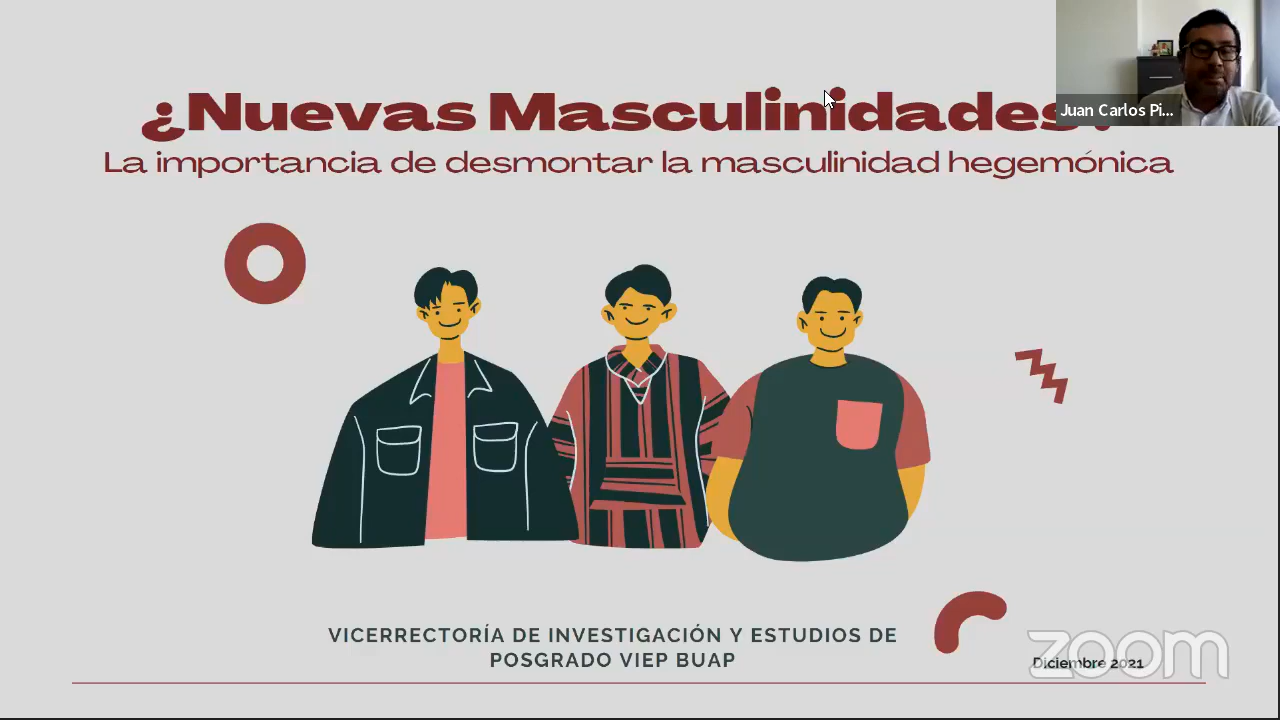 ¿Nuevas Masculinidades?
La importancia de desmontar la masculinidad hegemónica
Juan Carlos Pi...
VICERRECTORÍA DE INVESTIGACIÓN Y ESTUDIOS DE
POSGRADO VIEP BUAP
Diciembre 2021
zoom